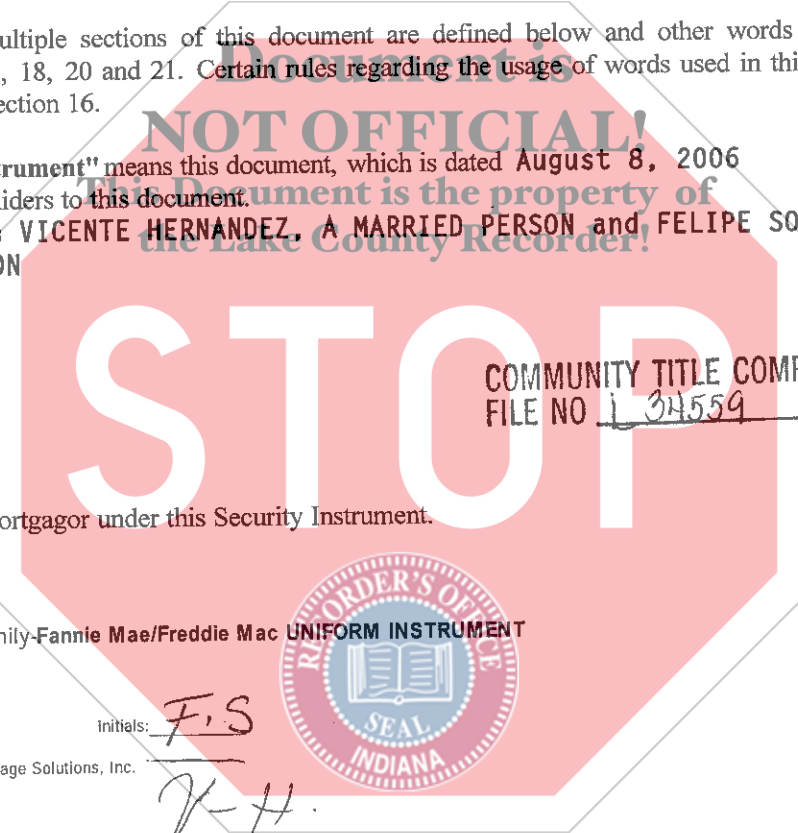 ultiple sections of this document are defined below and other words
, 18, 20 and 21. Certain rules regarding the usage of words used in thi
ection 16.
Document is
NOT OFFICIAL!
This Document is the property of
the Lake County Recorder!
trument" means this document, which is dated August 8, 2006
iders to this document.
: VICENTE HERNANDEZ, A MARRIED PERSON and FELIPE SO
ON
STOP
COMMUNITY TITLE COMP
FILE NO L 34559
ortgagor under this Security Instrument.
nily-Fannie Mae/Freddie Mac UNIFORM INSTRUMENT
RECORDER'S OFFICE
SEAL
INDIANA
Initials: F.S
age Solutions, Inc.
V-H.